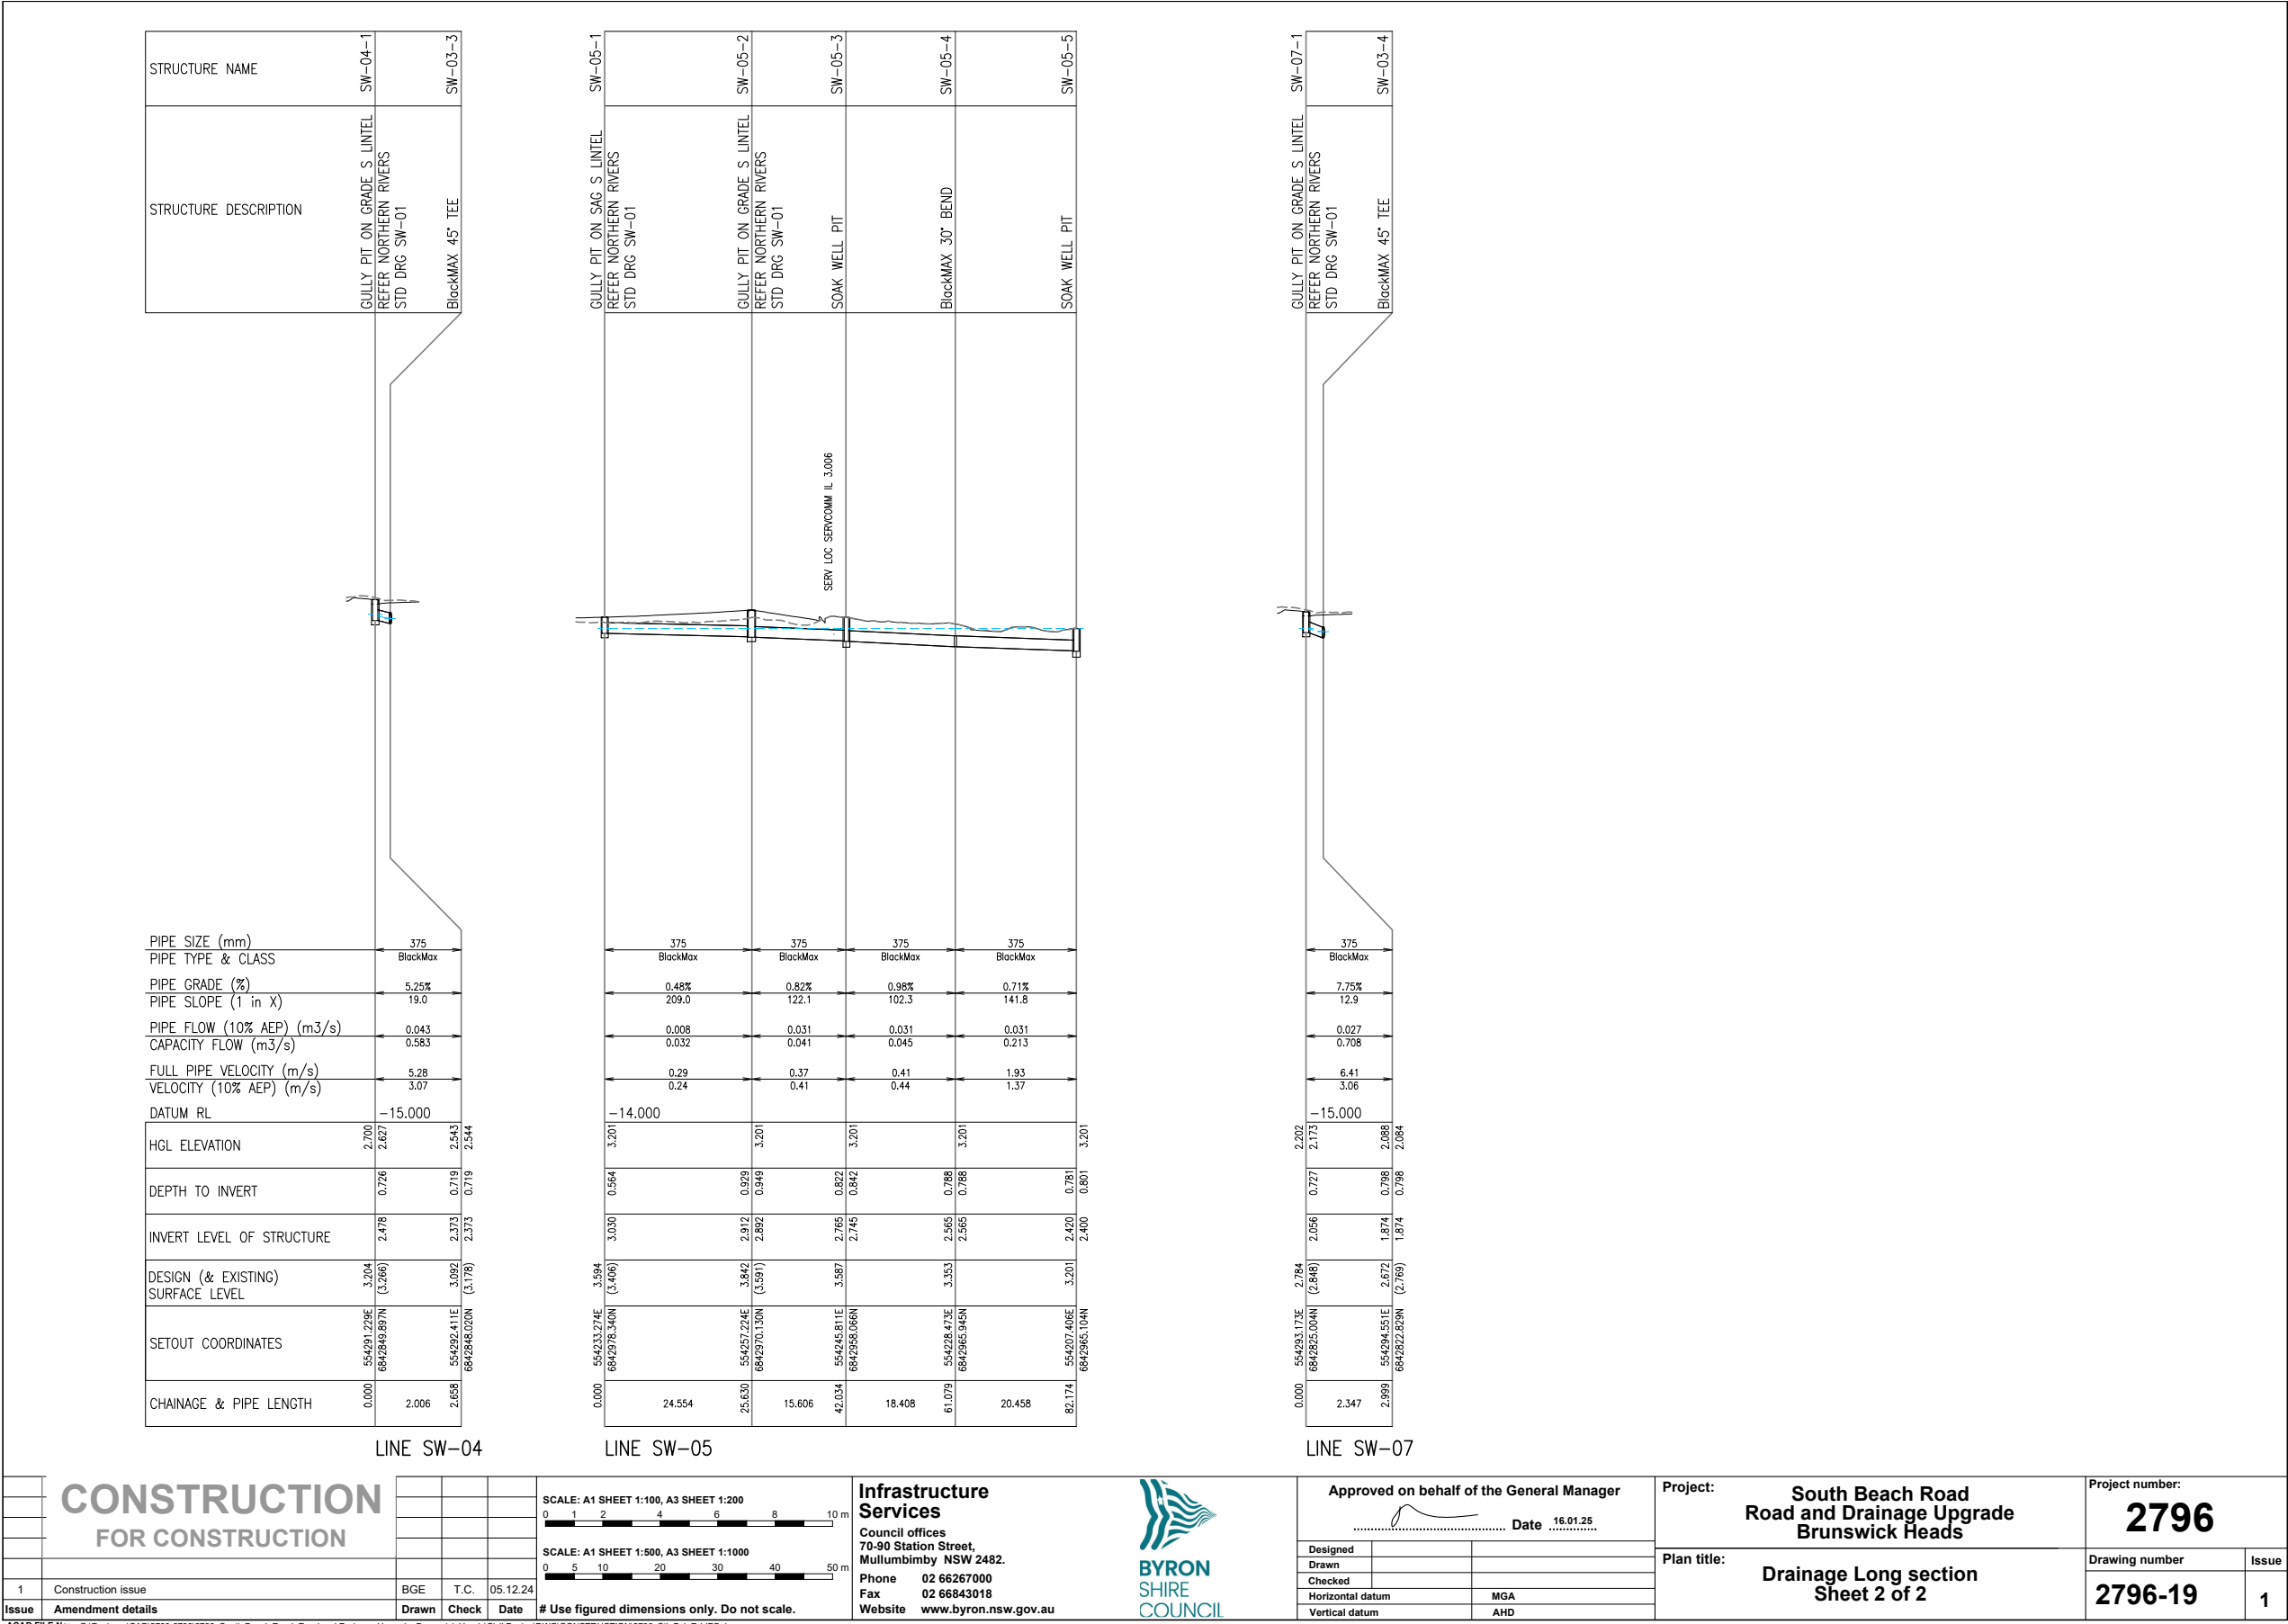 STRUCTURE NAME
SW-04-1
SW-03-3
SW-05-1
SW-05-2
SW-05-3
SW-05-4
SW-05-5
SW-07-1
SW-03-4
STRUCTURE DESCRIPTION
GULLY PIT ON GRADE S LINTEL
REFER NORTHERN RIVERS
STD DRG SW-01
BlackMAX 45° TEE
GULLY PIT ON SAG S LINTEL
REFER NORTHERN RIVERS
STD DRG SW-01
GULLY PIT ON GRADE S LINTEL
REFER NORTHERN RIVERS
STD DRG SW-01
SOAK WELL PIT
BlackMAX 30° BEND
SOAK WELL PIT
GULLY PIT ON GRADE S LINTEL
REFER NORTHERN RIVERS
STD DRG SW-01
BlackMAX 45° TEE
SERV LOC SERVCOMM IL 3.006
PIPE SIZE (mm) 375 375 375 375 375 375
PIPE TYPE & CLASS BlackMax BlackMax BlackMax BlackMax BlackMax BlackMax
PIPE GRADE (%) 5.25% 0.48% 0.82% 0.98% 0.71% 7.75%
PIPE SLOPE (1 in X) 19.0 209.0 122.1 102.3 141.8 12.9
PIPE FLOW (10% AEP) (m3/s) 0.043 0.008 0.031 0.031 0.031 0.027
CAPACITY FLOW (m3/s) 0.583 0.032 0.041 0.045 0.213 0.708
FULL PIPE VELOCITY (m/s) 5.28 0.29 0.37 0.41 1.93 6.41
VELOCITY (10% AEP) (m/s) 3.07 0.24 0.41 0.44 1.37 3.06
DATUM RL -15.000 -14.000 -15.000
HGL ELEVATION 2.700 2.627 2.543 2.544 3.201 3.201 3.201 3.201 3.201 2.202 2.173 2.088 2.084
DEPTH TO INVERT 0.726 0.719 0.719 0.564 0.929 0.949 0.822 0.842 0.788 0.788 0.781 0.801 0.727 0.798 0.798
INVERT LEVEL OF STRUCTURE 2.478 2.373 2.373 3.030 2.912 2.892 2.765 2.745 2.565 2.565 2.420 2.400 2.056 1.874 1.874
DESIGN (& EXISTING)
SURFACE LEVEL
3.204 (3.266) 3.092 (3.178) 3.594 (3.406) 3.842 (3.591) 3.587 3.353 3.201 2.784 (2.848) 2.672 (2.769)
SETOUT COORDINATES
554291.229E
6842849.897N
554292.411E
6842848.020N
554233.274E
6842978.340N
554257.224E
6842970.130N
554245.811E
6842958.066N
554228.473E
6842965.945N
554207.406E
6842965.104N
554293.173E
6842825.004N
554294.551E
6842822.829N
CHAINAGE & PIPE LENGTH 0.000 2.006 2.658 0.000 24.554 25.630 15.606 42.034 18.408 61.079 20.458 82.174 0.000 2.347 2.999
LINE SW-04
LINE SW-05
LINE SW-07
CONSTRUCTION
FOR CONSTRUCTION
1 Construction issue BGE T.C. 05.12.24
Issue Amendment details Drawn Check Date
SCALE: A1 SHEET 1:100, A3 SHEET 1:200
0 1 2 4 6 8 10 m
SCALE: A1 SHEET 1:500, A3 SHEET 1:1000
0 5 10 20 30 40 50 m
# Use figured dimensions only. Do not scale.
Infrastructure
Services
Council offices
70-90 Station Street,
Mullumbimby NSW 2482.
Phone 02 66267000
Fax 02 66843018
Website www.byron.nsw.gov.au
BYRON
SHIRE
COUNCIL
Approved on behalf of the General Manager
Date 16.01.25
Designed
Drawn
Checked
Horizontal datum MGA
Vertical datum AHD
Project:
South Beach Road
Road and Drainage Upgrade
Brunswick Heads
Plan title:
Drainage Long section
Sheet 2 of 2
Project number:
2796
Drawing number
2796-19
Issue
1